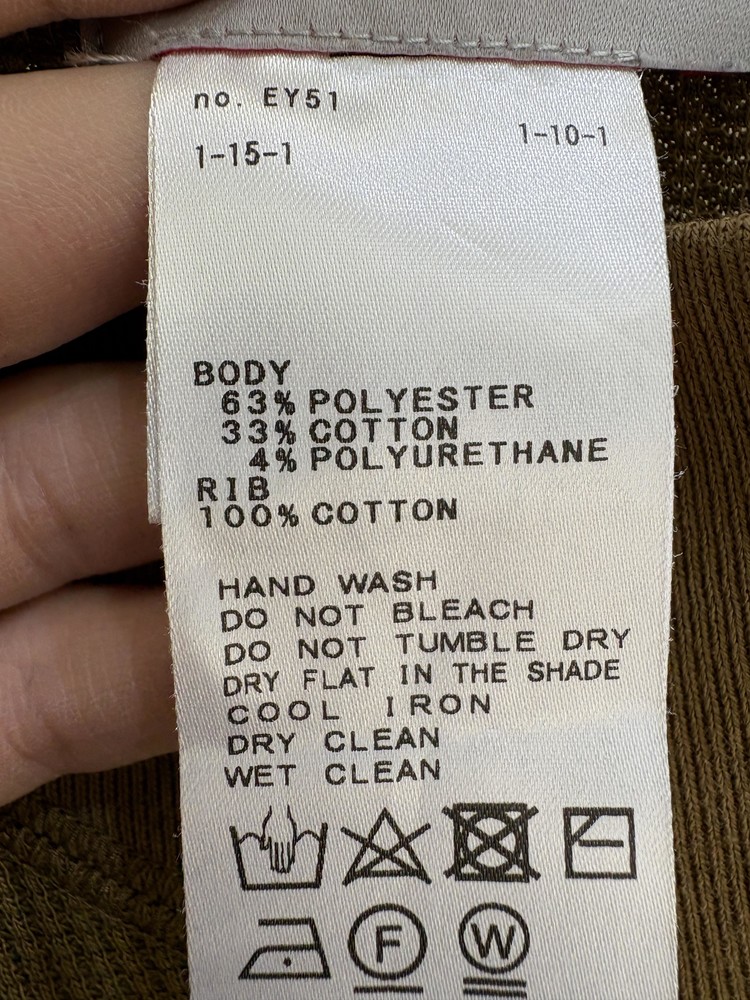 no. EY51
1-15-1
1-10-1
BODY
63% POLYESTER
33% COTTON
4% POLYURETHANE
RIB
100% COTTON
HAND WASH
DO NOT BLEACH
DO NOT TUMBLE DRY
DRY FLAT IN THE SHADE
COOL IRON
DRY CLEAN
WET CLEAN
F W